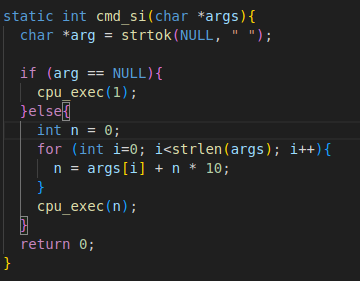 static int cmd_si(char *args){
  char *arg = strtok(NULL, " ");

  if (arg == NULL){
    cpu_exec(1);
  }else{
    int n = 0;
    for (int i=0; i<strlen(args); i++){
      n = args[i] + n * 10;
    }
    cpu_exec(n);
  }
  return 0;
}